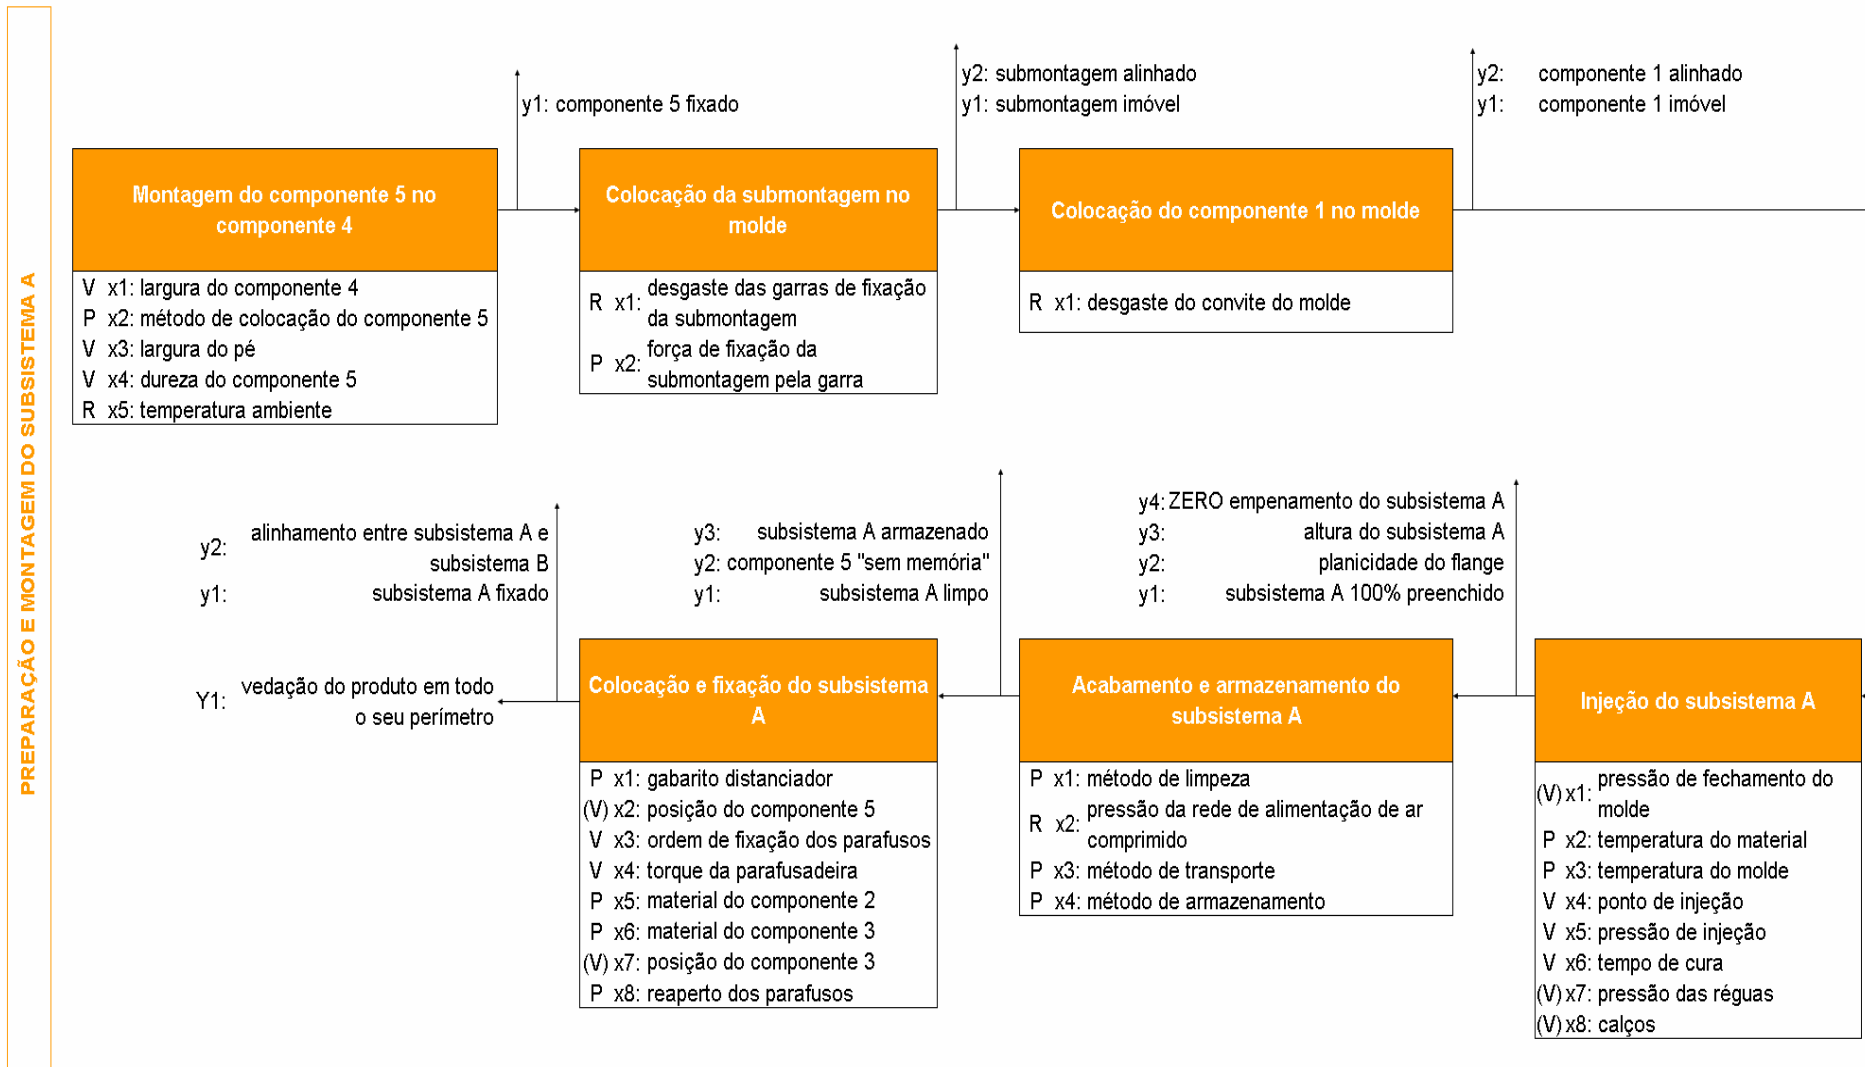 PREPARAÇÃO E MONTAGEM DO SUBSISTEMA A
y1: componente 5 fixado
y2: submontagem alinhado
y1: submontagem imóvel
y2: componente 1 alinhado
y1: componente 1 imóvel
Montagem do componente 5 no
componente 4
V x1: largura do componente 4
P x2: método de colocação do componente 5
V x3: largura do pé
V x4: dureza do componente 5
R x5: temperatura ambiente
Colocação da submontagem no
molde
R x1: desgaste das garras de fixação
da submontagem
P x2: força de fixação da
submontagem pela garra
Colocação do componente 1 no molde
R x1: desgaste do convite do molde
y2: alinhamento entre subsistema A e
subsistema B
y1: subsistema A fixado
Y1: vedação do produto em todo
o seu perímetro
y3: subsistema A armazenado
y2: componente 5 "sem memória"
y1: subsistema A limpo
y4: ZERO empenamento do subsistema A
y3: altura do subsistema A
y2: planicidade do flange
y1: subsistema A 100% preenchido
Colocação e fixação do subsistema
A
P x1: gabarito distanciador
(V) x2: posição do componente 5
V x3: ordem de fixação dos parafusos
V x4: torque da parafusadeira
P x5: material do componente 2
P x6: material do componente 3
(V) x7: posição do componente 3
P x8: reaperto dos parafusos
Acabamento e armazenamento do
subsistema A
P x1: método de limpeza
R x2: pressão da rede de alimentação de ar
comprimido
P x3: método de transporte
P x4: método de armazenamento
Injeção do subsistema A
(V) x1: pressão de fechamento do
molde
P x2: temperatura do material
P x3: temperatura do molde
V x4: ponto de injeção
V x5: pressão de injeção
V x6: tempo de cura
(V) x7: pressão das réguas
(V) x8: calços